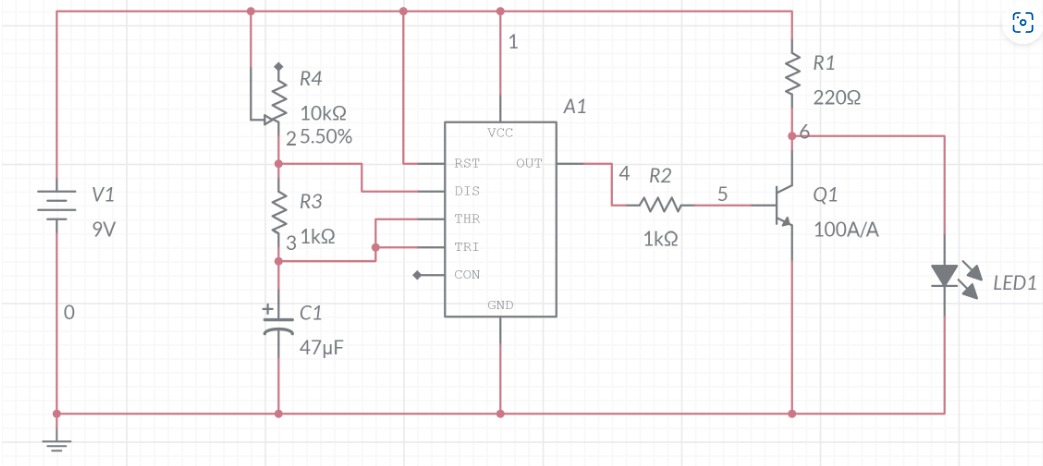 1
R4
10kΩ
2 5.50%
R3
3 1kΩ
C1
+
47µF
V1
9V
0
A1
VCC
RST OUT
DIS
THR
TRI
CON
GND
4
R2
1kΩ
5
R1
220Ω
6
Q1
100A/A
LED1